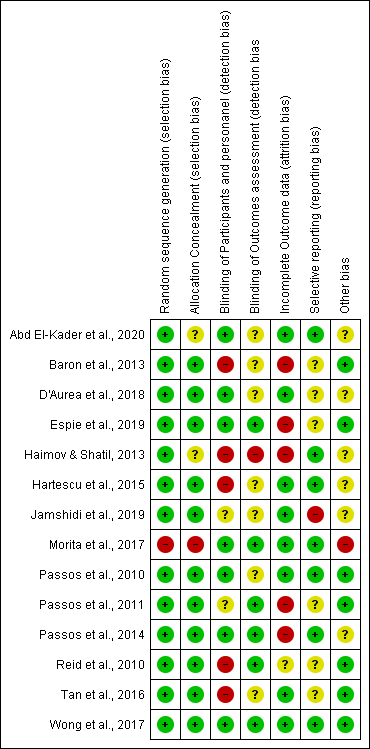 Random sequence generation (selection bias)
Allocation Concealment (selection bias)
Blinding of Participants and persoanel (detection bias)
Blinding of Outcomes assessment (detection bias
Incomplete Outcome data (attrition bias)
Selective reporting (reporting bias)
Other bias
Abd El-Kader et al., 2020 + ? + ? + + ?
Baron et al., 2013 + + - ? - ? +
D'Aurea et al., 2018 + + + ? + ? ?
Espie et al., 2019 + + + + - ? +
Haimov & Shatil, 2013 + ? - - - + ?
Hartescu et al., 2015 + + - ? + + ?
Jamshidi et al., 2019 + + ? ? + - ?
Morita et al., 2017 - - + + + + -
Passos et al., 2010 + + + ? + + +
Passos et al., 2011 + + ? + - ? +
Passos et al., 2014 + + + + - + ?
Reid et al., 2010 + + - + ? ? +
Tan et al., 2016 + + - ? + ? +
Wong et al., 2017 + + + + + + +